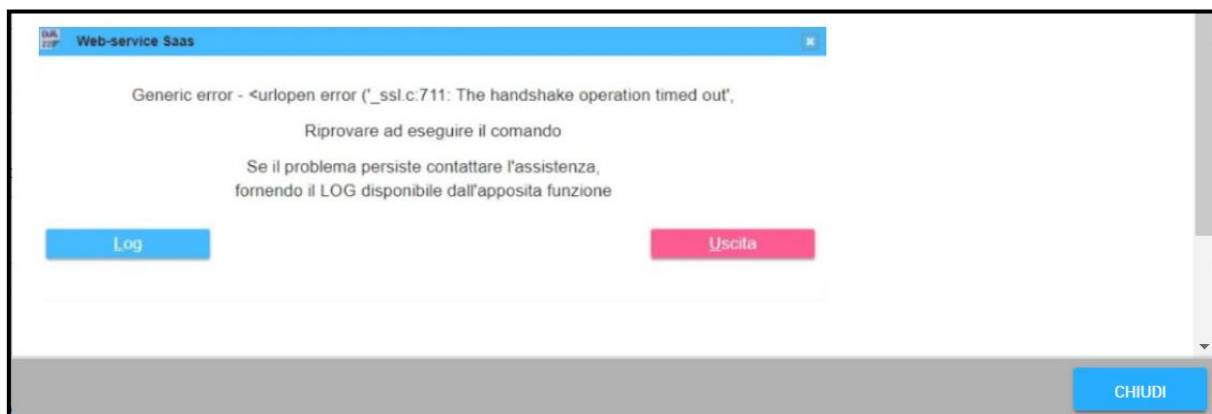 Web-service Saas
Generic error - <urlopen error ('_ssl.c:711: The handshake operation timed out',
Riprovare ad eseguire il comando
Se il problema persiste contattare l'assistenza,
fornendo il LOG disponibile dall'apposita funzione
Log
Uscita
CHIUDI